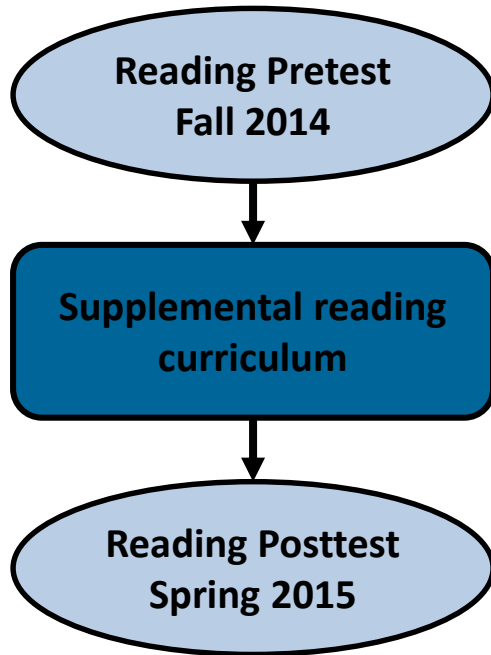 Reading Pretest
Fall 2014
Supplemental reading
curriculum
Reading Posttest
Spring 2015